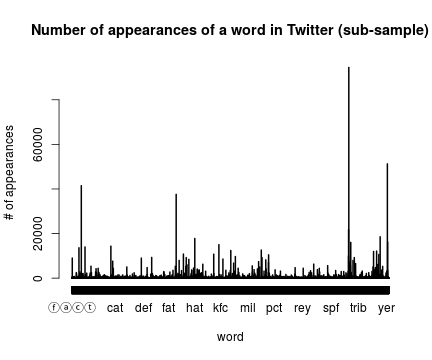 Number of appearances of a word in Twitter (sub-sample)
# of appearances
60000
20000
0
ⓕⓐⓒⓣ cat def fat hat kfc mil pct rey spf trib yer
word